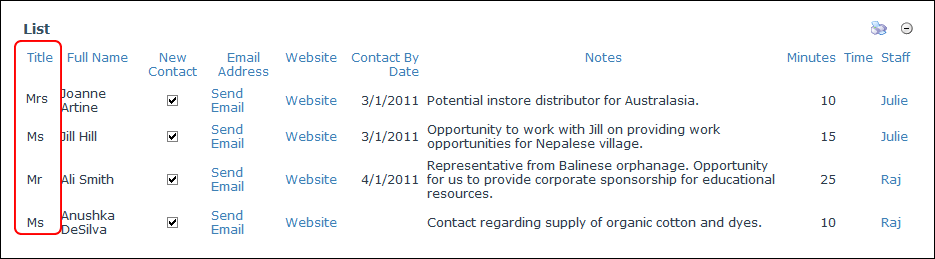 List
Title Full Name New Contact Email Address Website Contact By Date Notes Minutes Time Staff
Mrs Joanne Artine Send Email Website 3/1/2011 Potential instore distributor for Australasia. 10 Julie
Ms Jill Hill Send Email Website 3/1/2011 Opportunity to work with Jill on providing work opportunities for Nepalese village. 15 Julie
Mr Ali Smith Send Email Website 4/1/2011 Representative from Balinese orphanage. Opportunity for us to provide corporate sponsorship for educational resources. 25 Raj
Ms Anushka DeSilva Send Email Website Contact regarding supply of organic cotton and dyes. 10 Raj